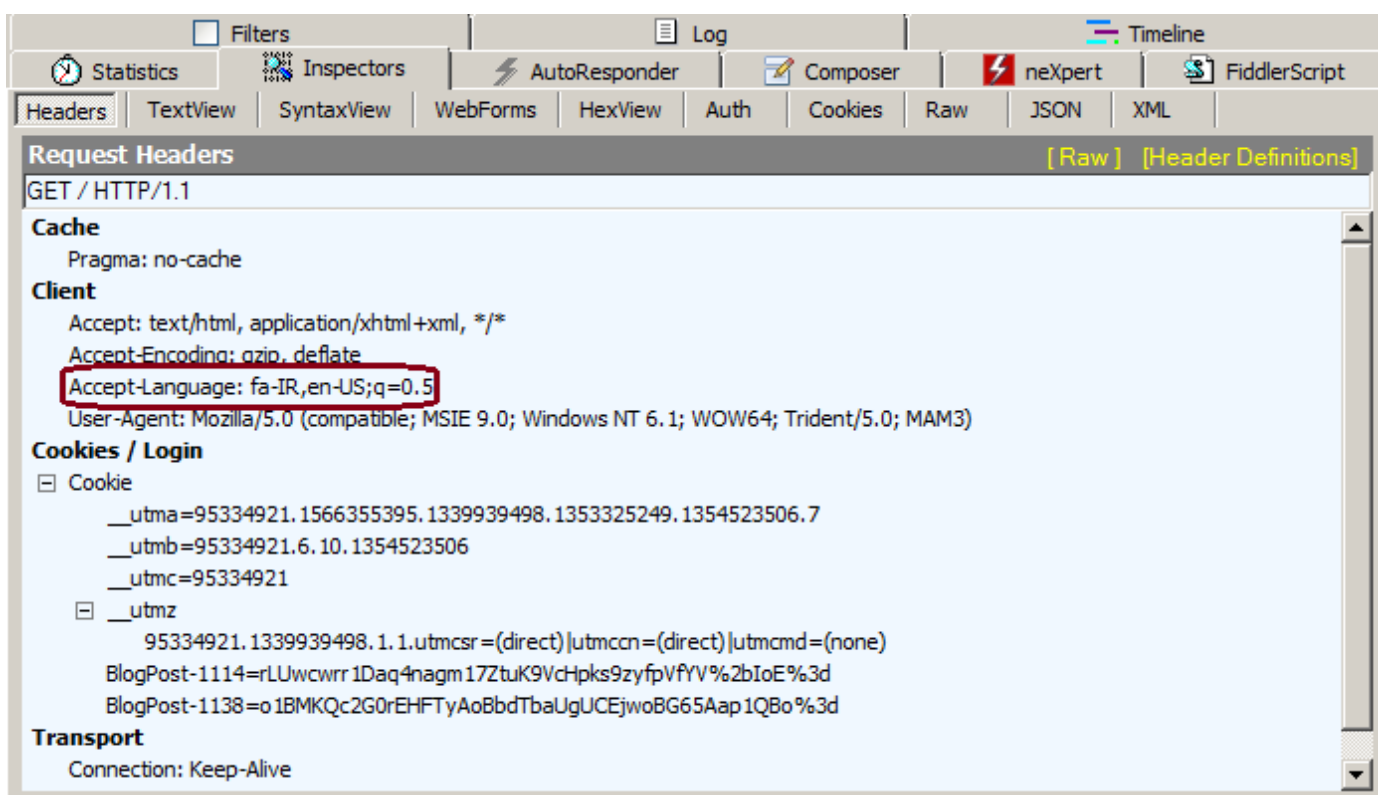 Filters Log Timeline
Statistics Inspectors AutoResponder Composer neXpert FiddlerScript
Headers TextView SyntaxView WebForms HexView Auth Cookies Raw JSON XML
Request Headers [ Raw ] [Header Definitions]
GET / HTTP/1.1
Cache
Pragma: no-cache
Client
Accept: text/html, application/xhtml+xml, */*
Accept-Encoding: gzip, deflate
Accept-Language: fa-IR,en-US;q=0.5
User-Agent: Mozilla/5.0 (compatible; MSIE 9.0; Windows NT 6.1; WOW64; Trident/5.0; MAM3)
Cookies / Login
Cookie
__utma=95334921.1566355395.1339939498.1353325249.1354523506.7
__utmb=95334921.6.10.1354523506
__utmc=95334921
__utmz
95334921.1339939498.1.1.utmcsr=(direct)|utmccn=(direct)|utmcmd=(none)
BlogPost-1114=rLUwcwrr1Daq4nagm17ZtuK9VcHpks9zyfpVfYV%2bIoE%3d
BlogPost-1138=o1BMKQc2G0rEHFTyAoBbdTbaUgUCEjwoBG65Aap1QBo%3d
Transport
Connection: Keep-Alive